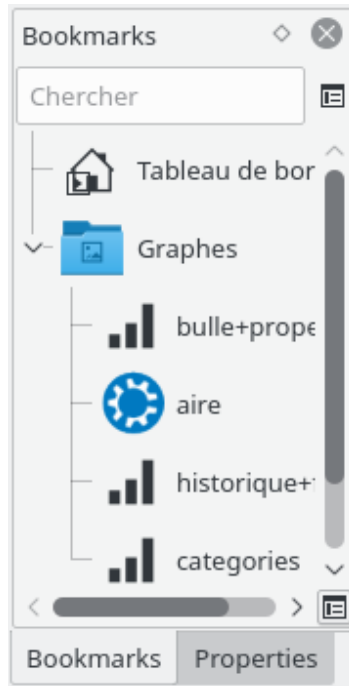 Bookmarks
Chercher
Tableau de bor
Graphes
bulle+prope
aire
historique+
categories
Bookmarks Properties